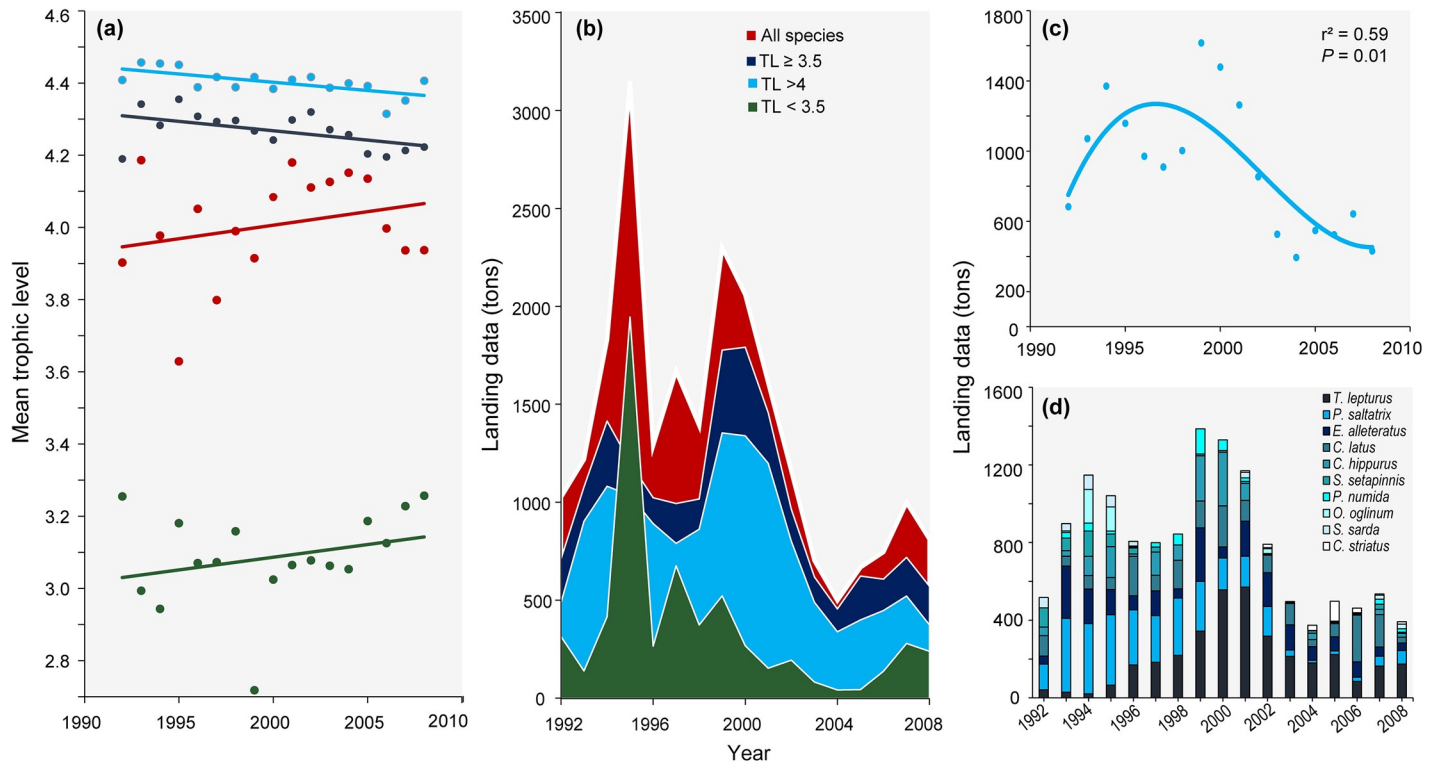 (a)
Mean trophic level
4.6
4.4
4.2
4.0
3.8
3.6
3.4
3.2
3.0
2.8
1990
1995
2000
2005
2010
(b)
Landing data (tons)
3500
3000
2500
2000
1500
1000
500
0
All species
TL ≥ 3.5
TL >4
TL < 3.5
1992
1996
2000
2004
2008
Year
(c)
Landing data (tons)
1800
1400
1000
600
200
0
r² = 0.59
P = 0.01
1990
1995
2000
2005
2010
(d)
1600
1200
800
400
0
T. lepturus
P. saltatrix
E. alleteratus
C. latus
C. hippurus
S. setapinnis
P. numida
O. oglinum
S. sarda
C. striatus
1992
1994
1996
1998
2000
2002
2004
2006
2008